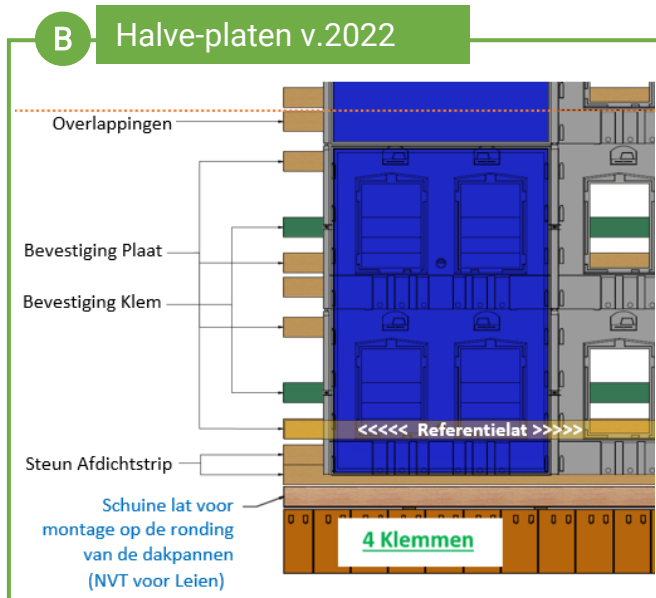 B
Halve-platen v.2022
Overlappingen
Bevestiging Plaat
Bevestiging Klem
<<<<< Referentielat >>>>>
Steun Afdichtstrip
Schuine lat voor
montage op de ronding
van de dakpannen
(NVT voor Leien)
4 Klemmen